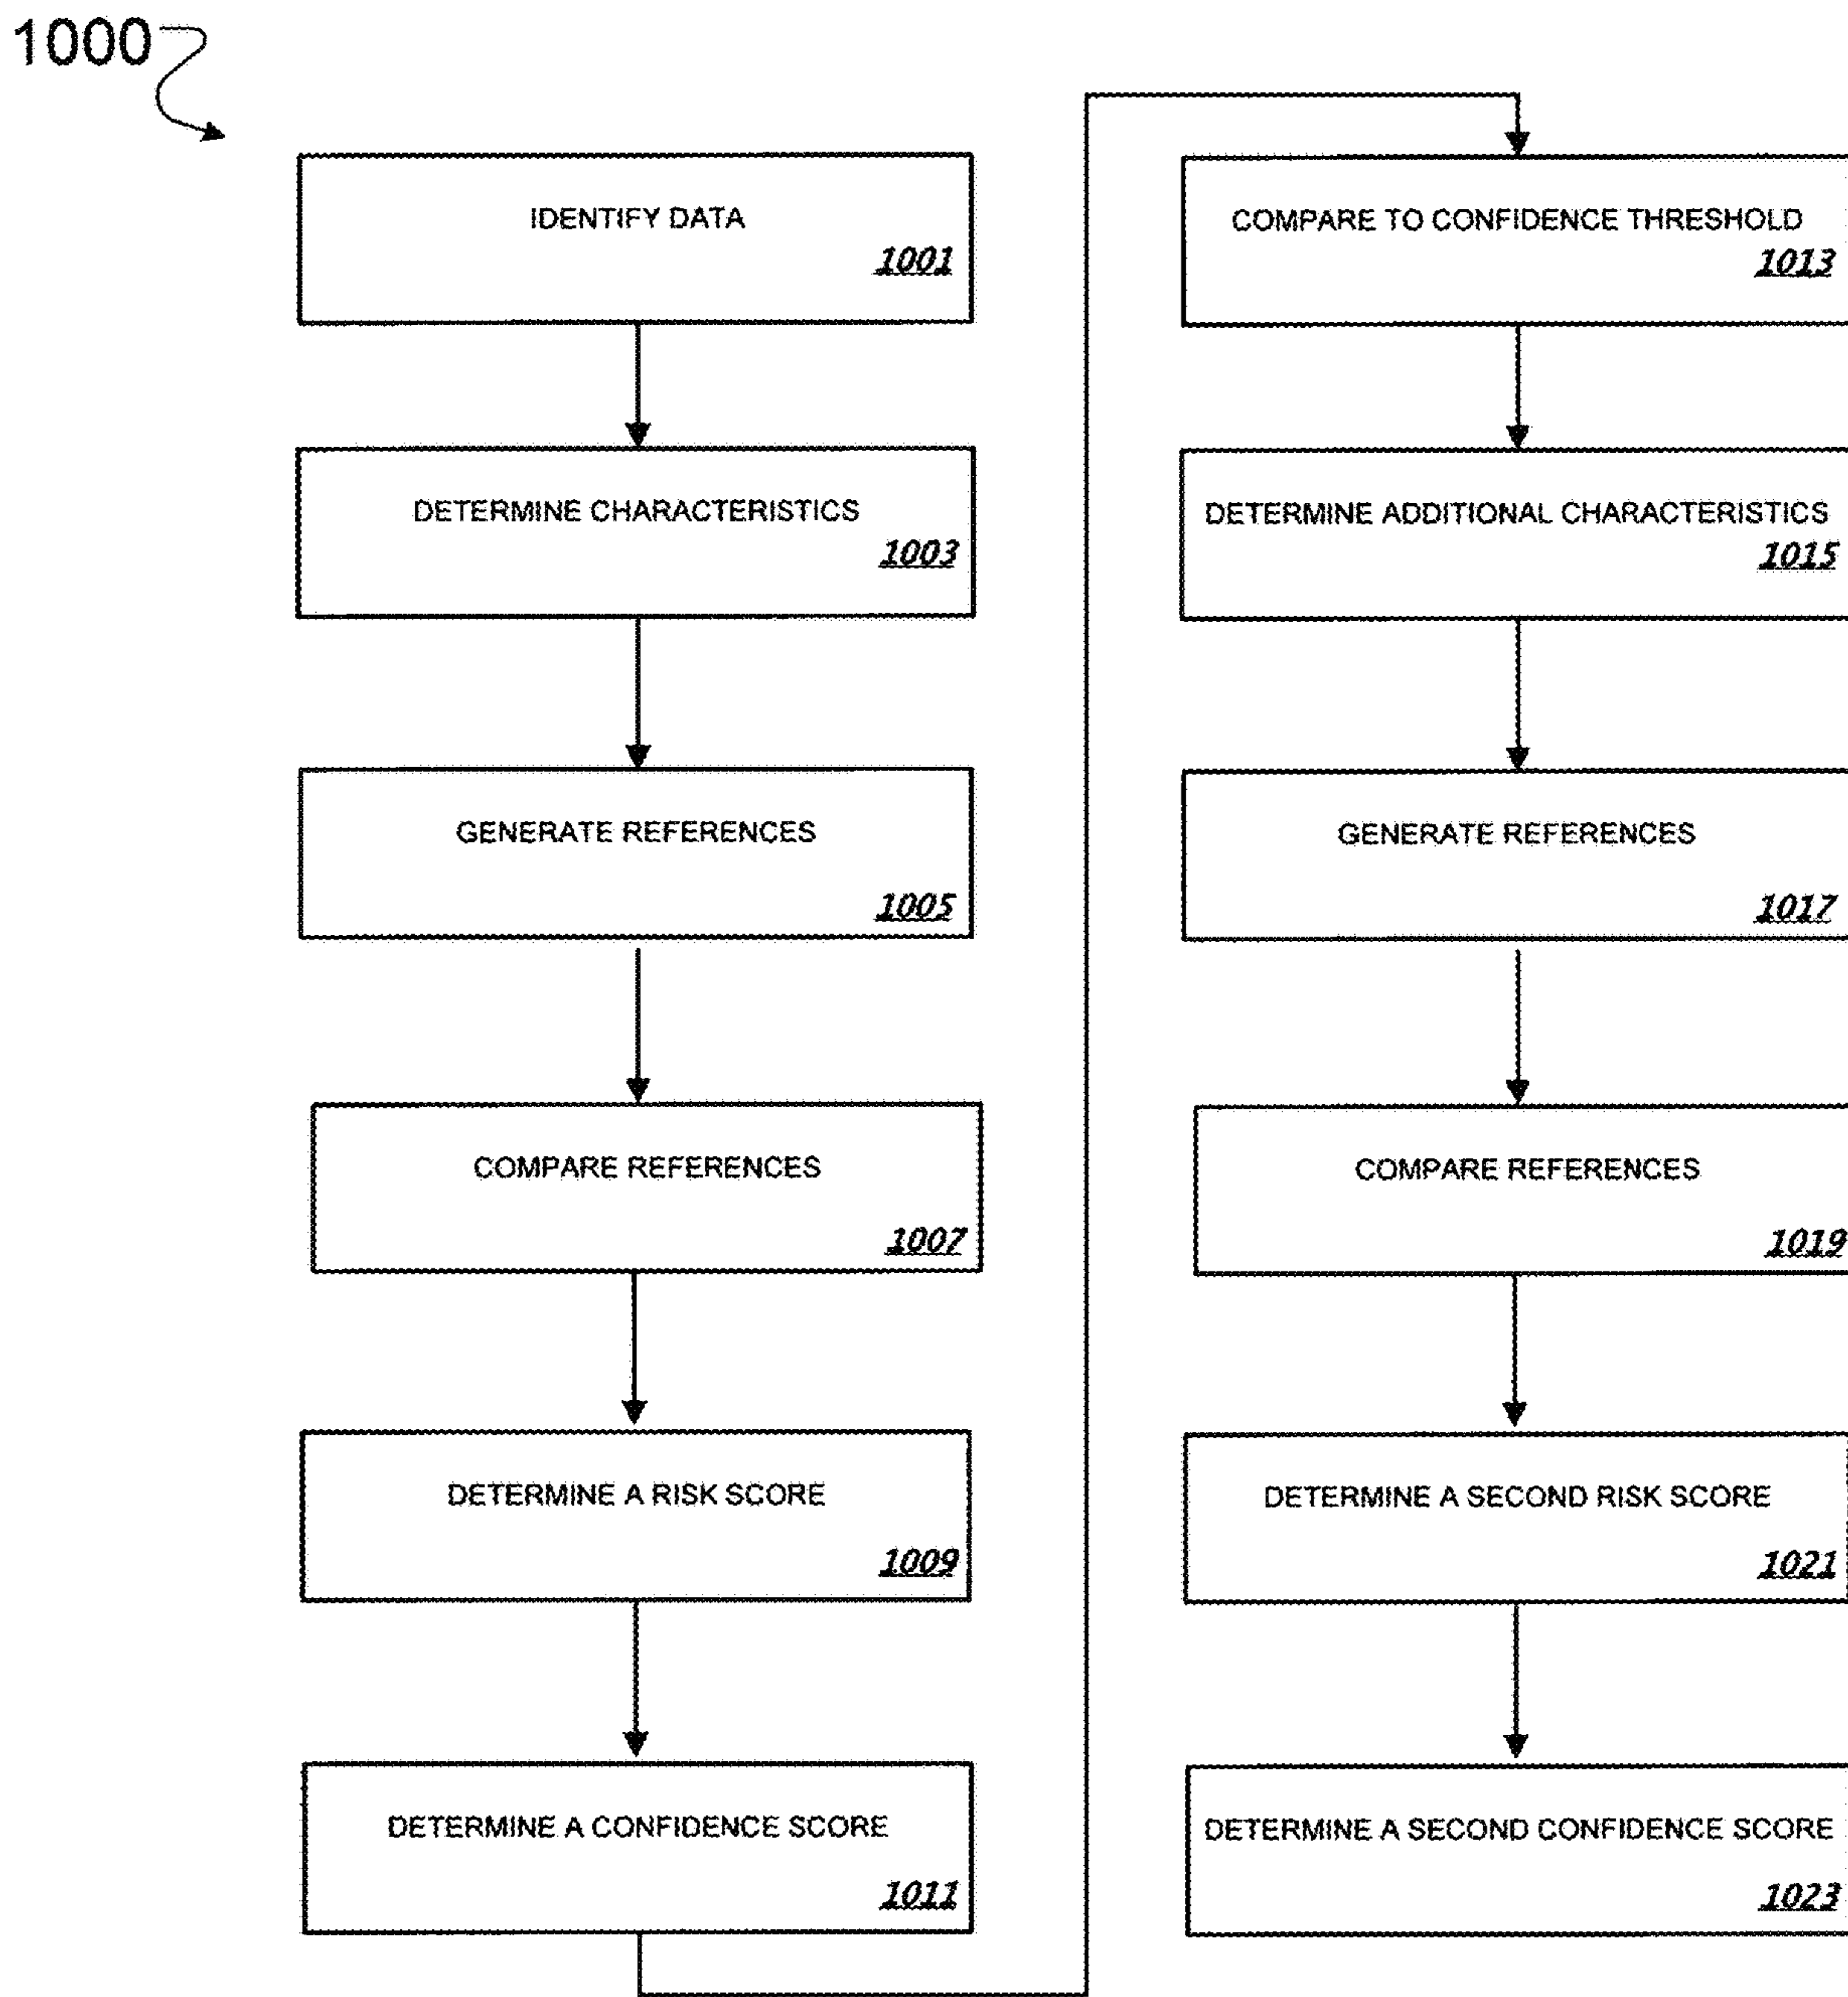 1000
IDENTIFY DATA
1001
DETERMINE CHARACTERISTICS
1003
GENERATE REFERENCES
1005
COMPARE REFERENCES
1007
DETERMINE A RISK SCORE
1009
DETERMINE A CONFIDENCE SCORE
1011
COMPARE TO CONFIDENCE THRESHOLD
1013
DETERMINE ADDITIONAL CHARACTERISTICS
1015
GENERATE REFERENCES
1017
COMPARE REFERENCES
1019
DETERMINE A SECOND RISK SCORE
1021
DETERMINE A SECOND CONFIDENCE SCORE
1023